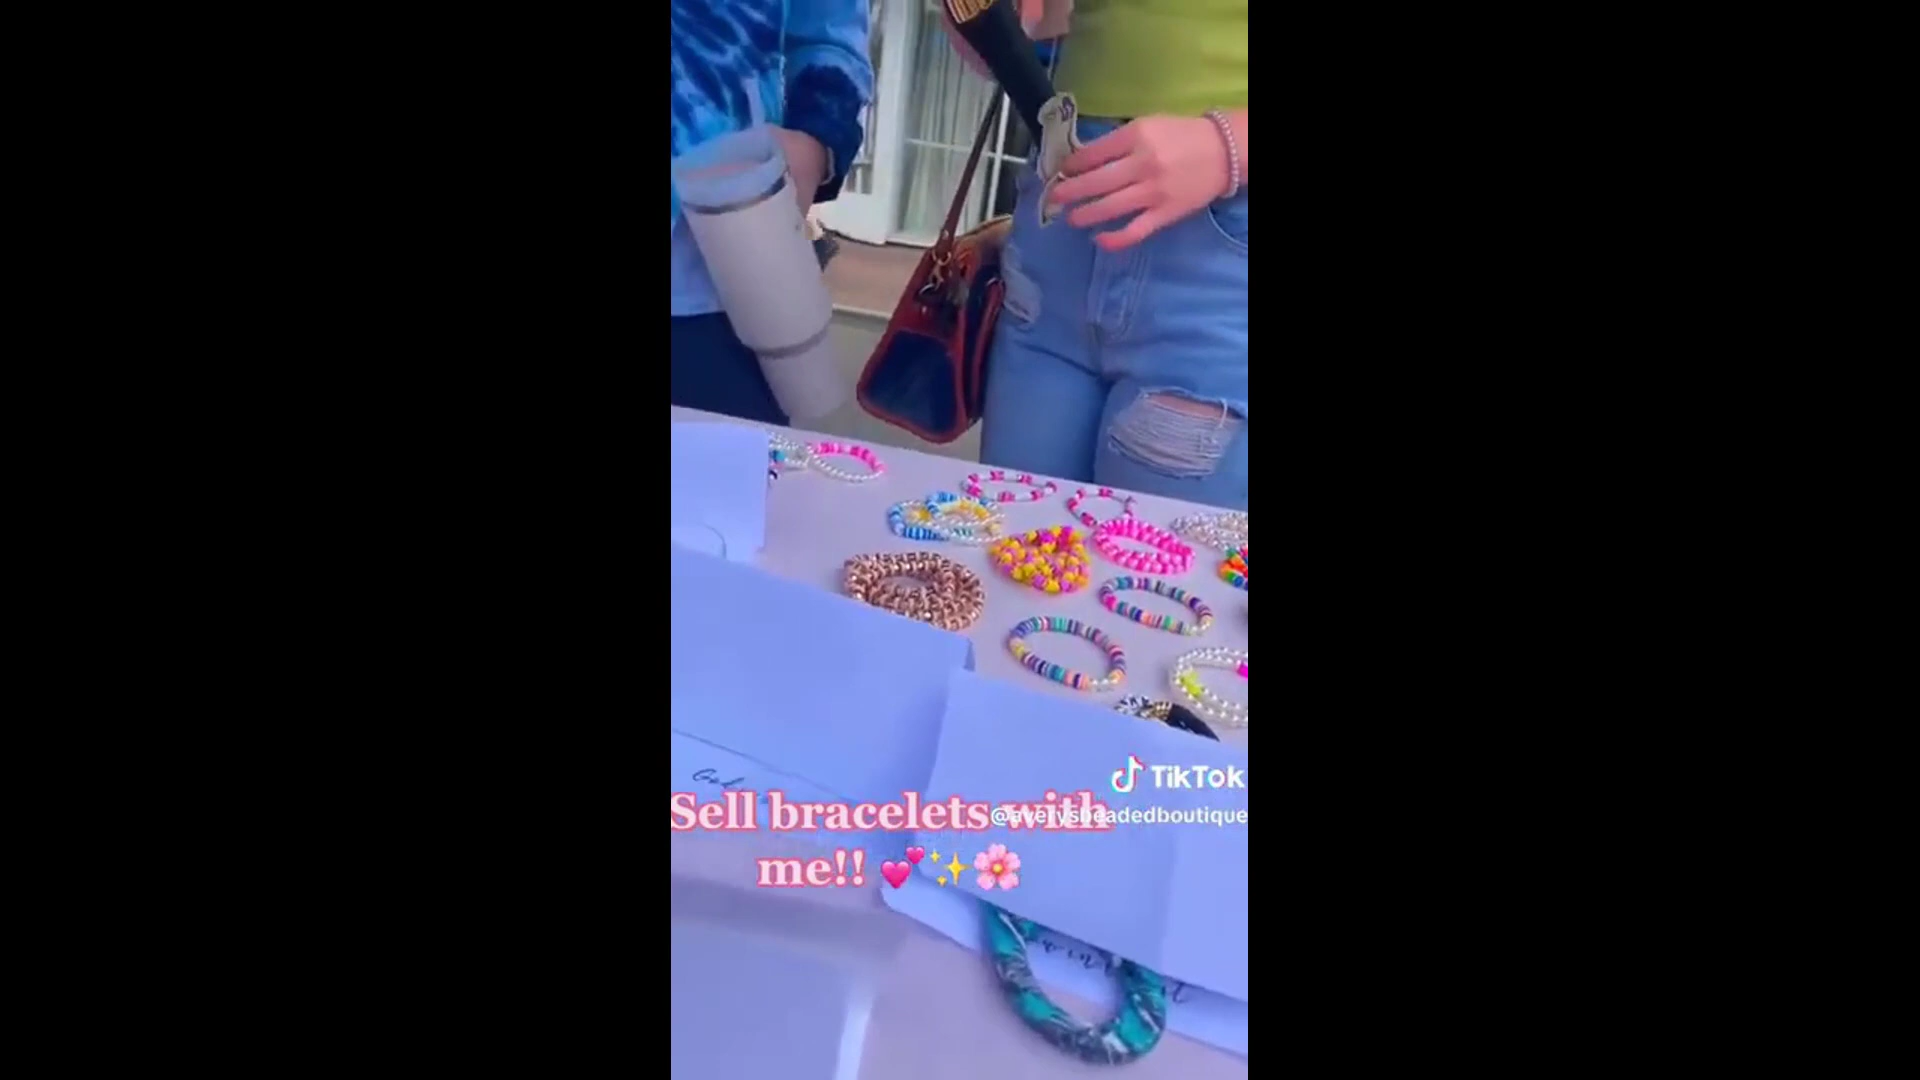 TikTok
Sell bracelets with
@averysbeadedboutique
me!! 💕✨🌸